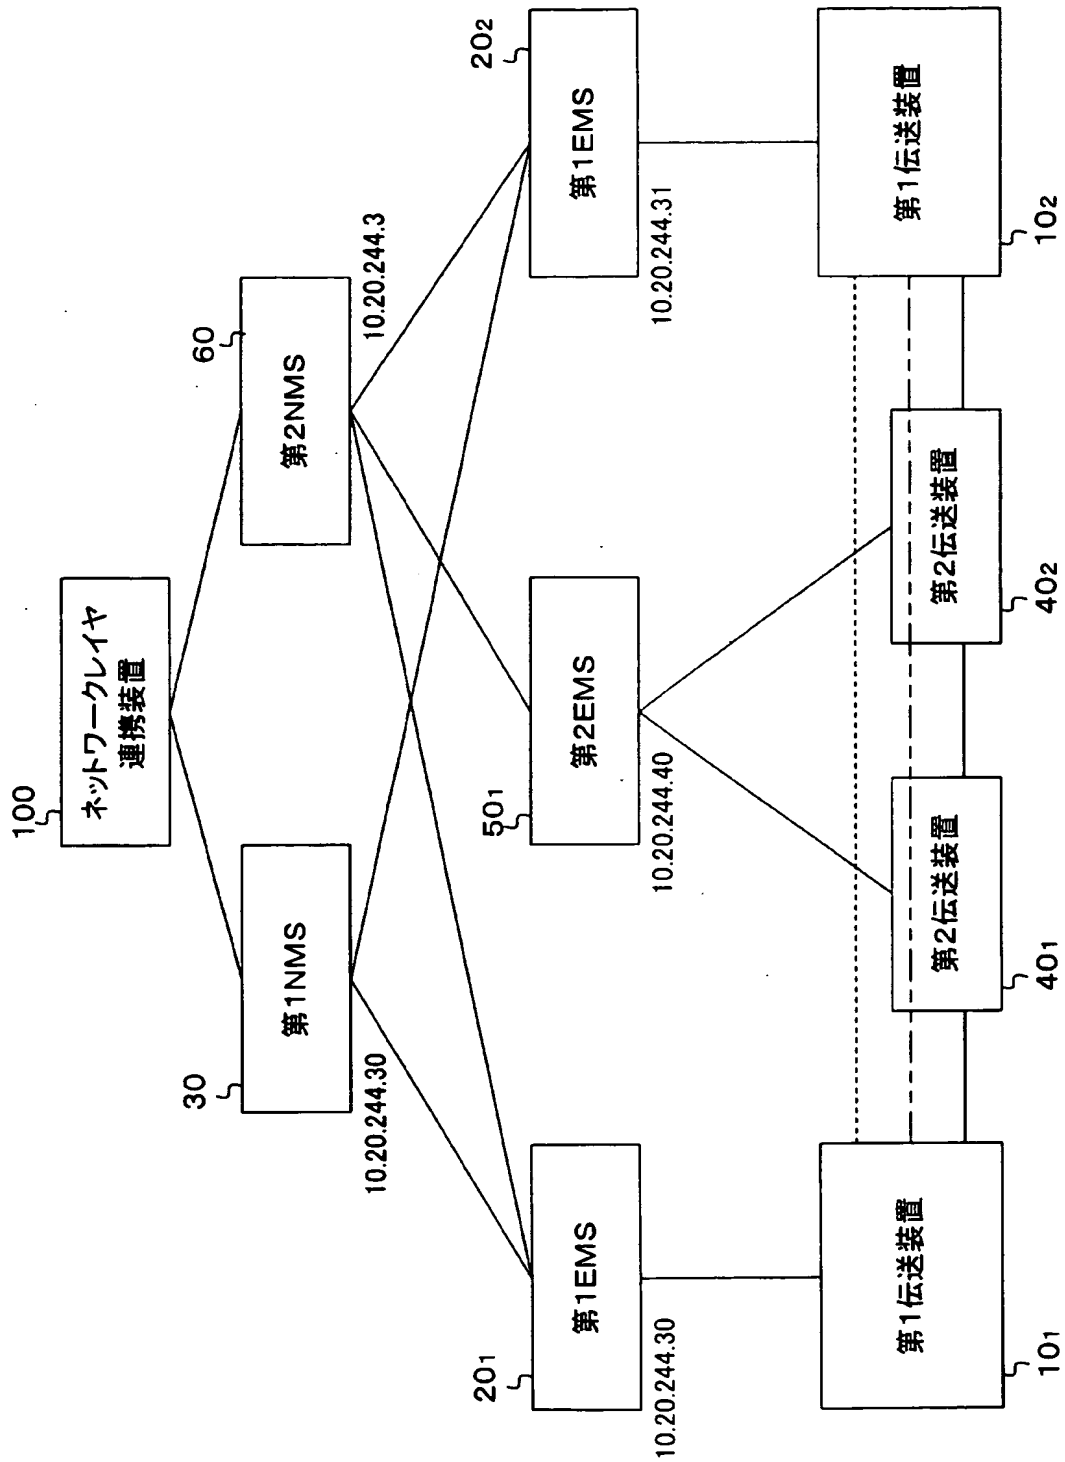 100
ネットワークレイヤ
連携装置
30
第1NMS
10.20.244.30
60
第2NMS
10.20.244.3
201
第1EMS
10.20.244.30
501
第2EMS
10.20.244.40
202
第1EMS
10.20.244.31
第1伝送装置
101
第2伝送装置
401
第2伝送装置
402
第1伝送装置
102